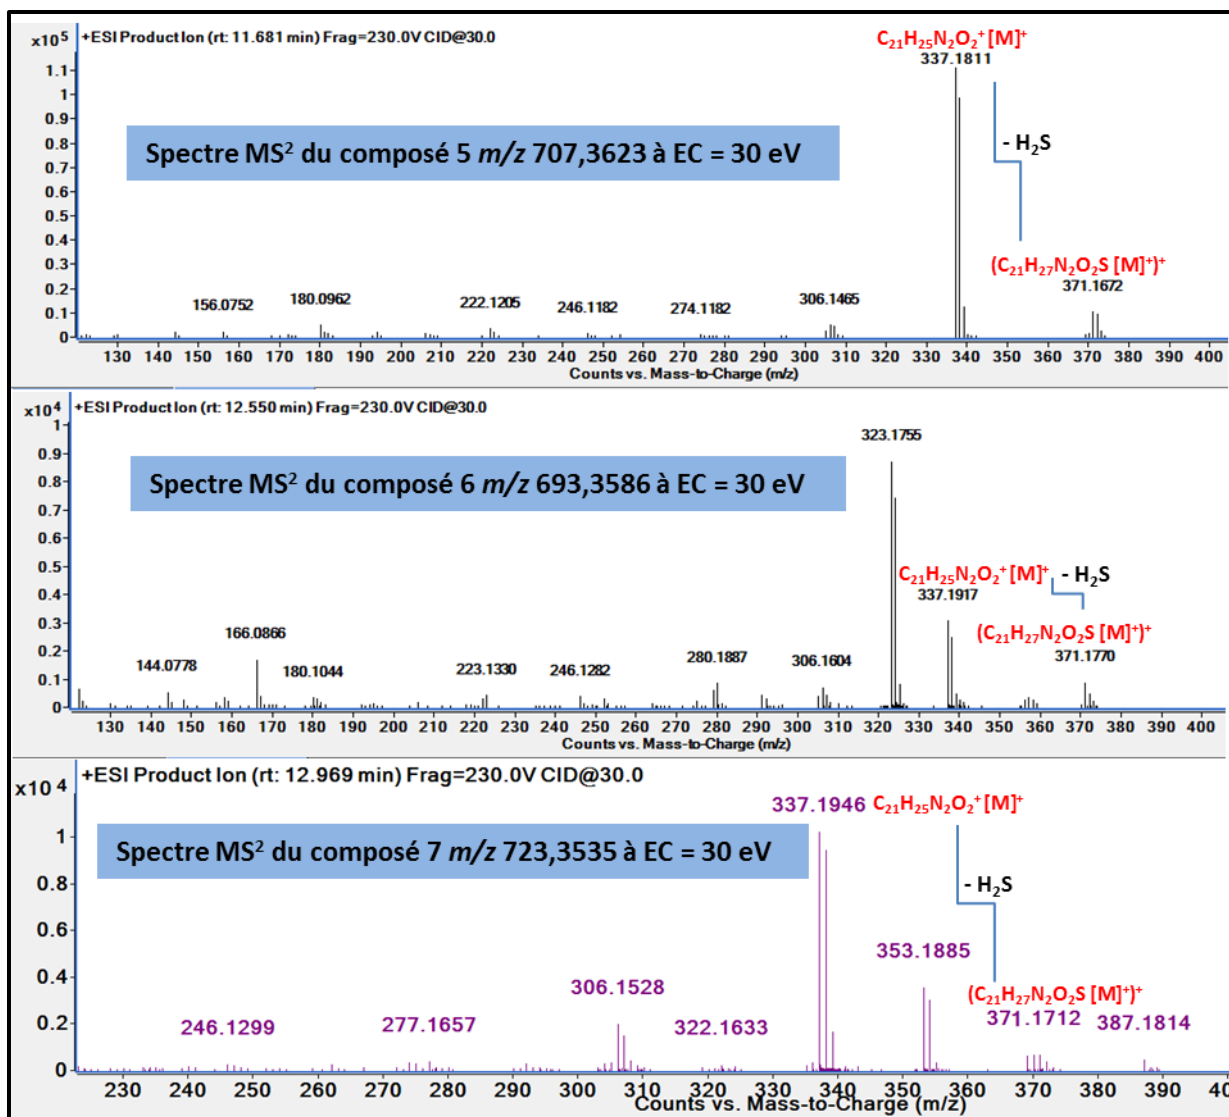 x10⁵ +ESI Product Ion (rt: 11.681 min) Frag=230.0V CID@30.0
C₂₁H₂₅N₂O₂⁺ [M]⁺
337.1811
Spectre MS² du composé 5 m/z 707,3623 à EC = 30 eV
- H₂S
(C₂₁H₂₇N₂O₂S [M]⁺)⁺
371.1672
156.0752 180.0962 222.1205 246.1182 274.1182 306.1465
1.1
1
0.9
0.8
0.7
0.6
0.5
0.4
0.3
0.2
0.1
0
130 140 150 160 170 180 190 200 210 220 230 240 250 260 270 280 290 300 310 320 330 340 350 360 370 380 390 400
Counts vs. Mass-to-Charge (m/z)
x10⁴ +ESI Product Ion (rt: 12.550 min) Frag=230.0V CID@30.0
323.1755
Spectre MS² du composé 6 m/z 693,3586 à EC = 30 eV
C₂₁H₂₅N₂O₂⁺ [M]⁺ - H₂S
337.1917
(C₂₁H₂₇N₂O₂S [M]⁺)⁺
371.1770
144.0778 166.0866 180.1044 223.1330 246.1282 280.1887 306.1604
1
0.9
0.8
0.7
0.6
0.5
0.4
0.3
0.2
0.1
0
130 140 150 160 170 180 190 200 210 220 230 240 250 260 270 280 290 300 310 320 330 340 350 360 370 380 390 400
Counts vs. Mass-to-Charge (m/z)
x10⁴ +ESI Product Ion (rt: 12.969 min) Frag=230.0V CID@30.0
337.1946 C₂₁H₂₅N₂O₂⁺ [M]⁺
Spectre MS² du composé 7 m/z 723,3535 à EC = 30 eV
- H₂S
353.1885
(C₂₁H₂₇N₂O₂S [M]⁺)⁺
306.1528
371.1712 387.1814
246.1299 277.1657 322.1633
1
0.8
0.6
0.4
0.2
0
230 240 250 260 270 280 290 300 310 320 330 340 350 360 370 380 390 40
Counts vs. Mass-to-Charge (m/z)